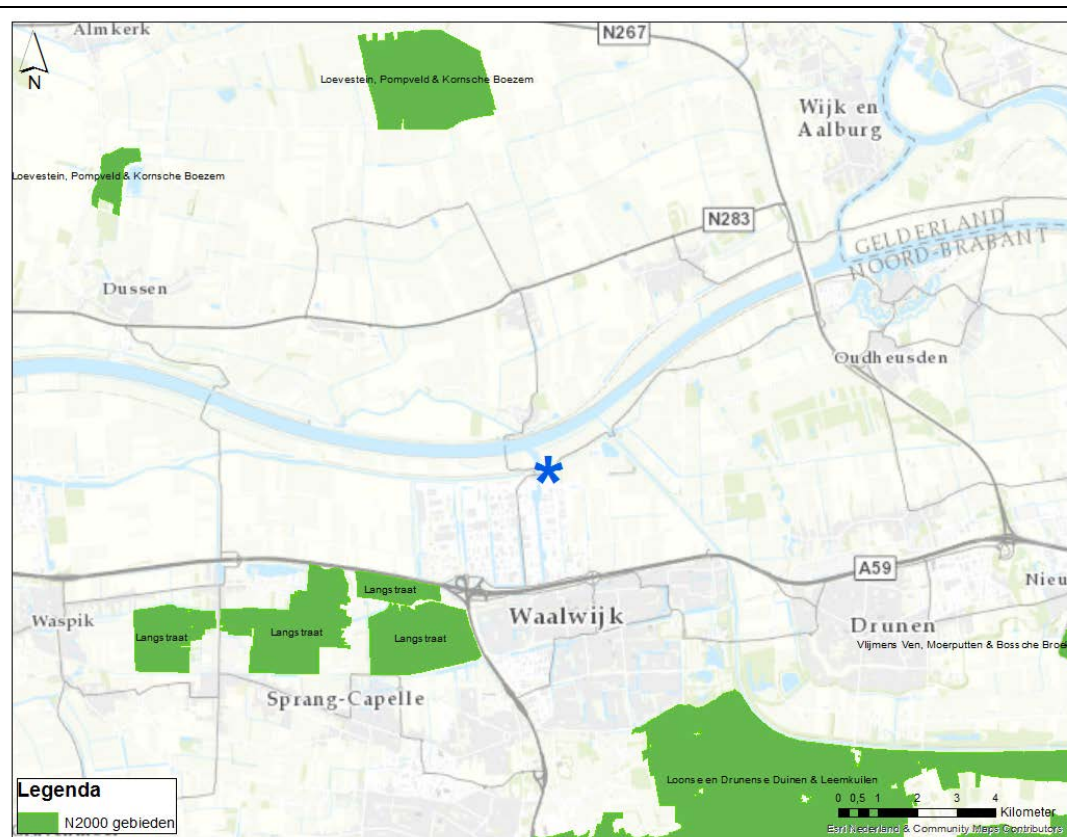 Almkerk
N267
N
Loevestein, Pompveld & Kornsche Boezem
Wijk en
Aalburg
Loevestein, Pompveld & Kornsche Boezem
N283
GELDERLAND
NOORD-BRABANT
Dussen
Oudheusden
A59
Nieu
Langstraat
Waalwijk
Waspik
Langstraat
Langstraat
Langstraat
Drunen
Vlijmens Ven, Moerputten & Bossche Broek
Sprang-Capelle
Loonse en Drunense Duinen & Leemkuilen
Legenda
N2000 gebieden
0 0,5 1 2 3 4
Kilometer
Esri Nederland & Community Maps Contributors